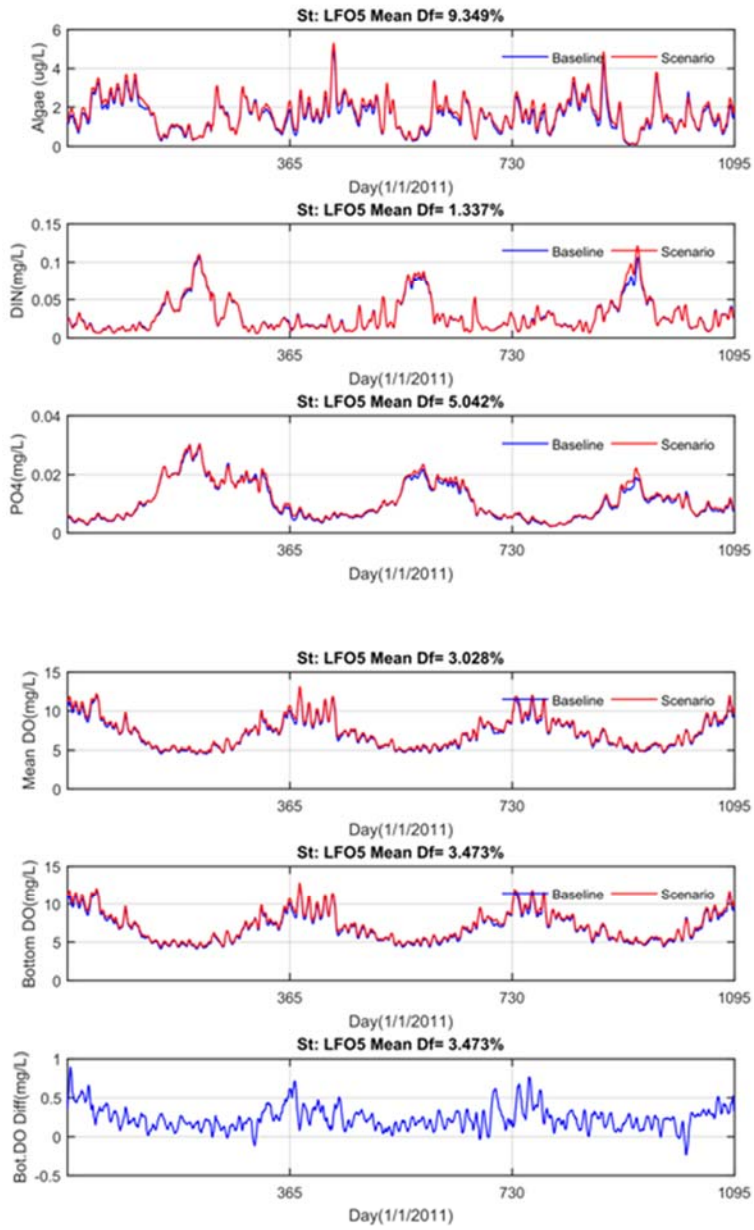 St: LFO5 Mean Df= 9.349%
6
4
2
0
Algae (ug/L)
Baseline Scenario
365 730 1095
Day(1/1/2011)
St: LFO5 Mean Df= 1.337%
0.15
0.1
0.05
0
DIN(mg/L)
Baseline Scenario
365 730 1095
Day(1/1/2011)
St: LFO5 Mean Df= 5.042%
0.04
0.02
0
PO4(mg/L)
Baseline Scenario
365 730 1095
Day(1/1/2011)
St: LFO5 Mean Df= 3.028%
15
10
5
0
Mean DO(mg/L)
Baseline Scenario
365 730 1095
Day(1/1/2011)
St: LFO5 Mean Df= 3.473%
15
10
5
0
Bottom DO(mg/L)
Baseline Scenario
365 730 1095
Day(1/1/2011)
St: LFO5 Mean Df= 3.473%
1
0.5
0
-0.5
Bot.DO Diff(mg/L)
365 730 1095
Day(1/1/2011)